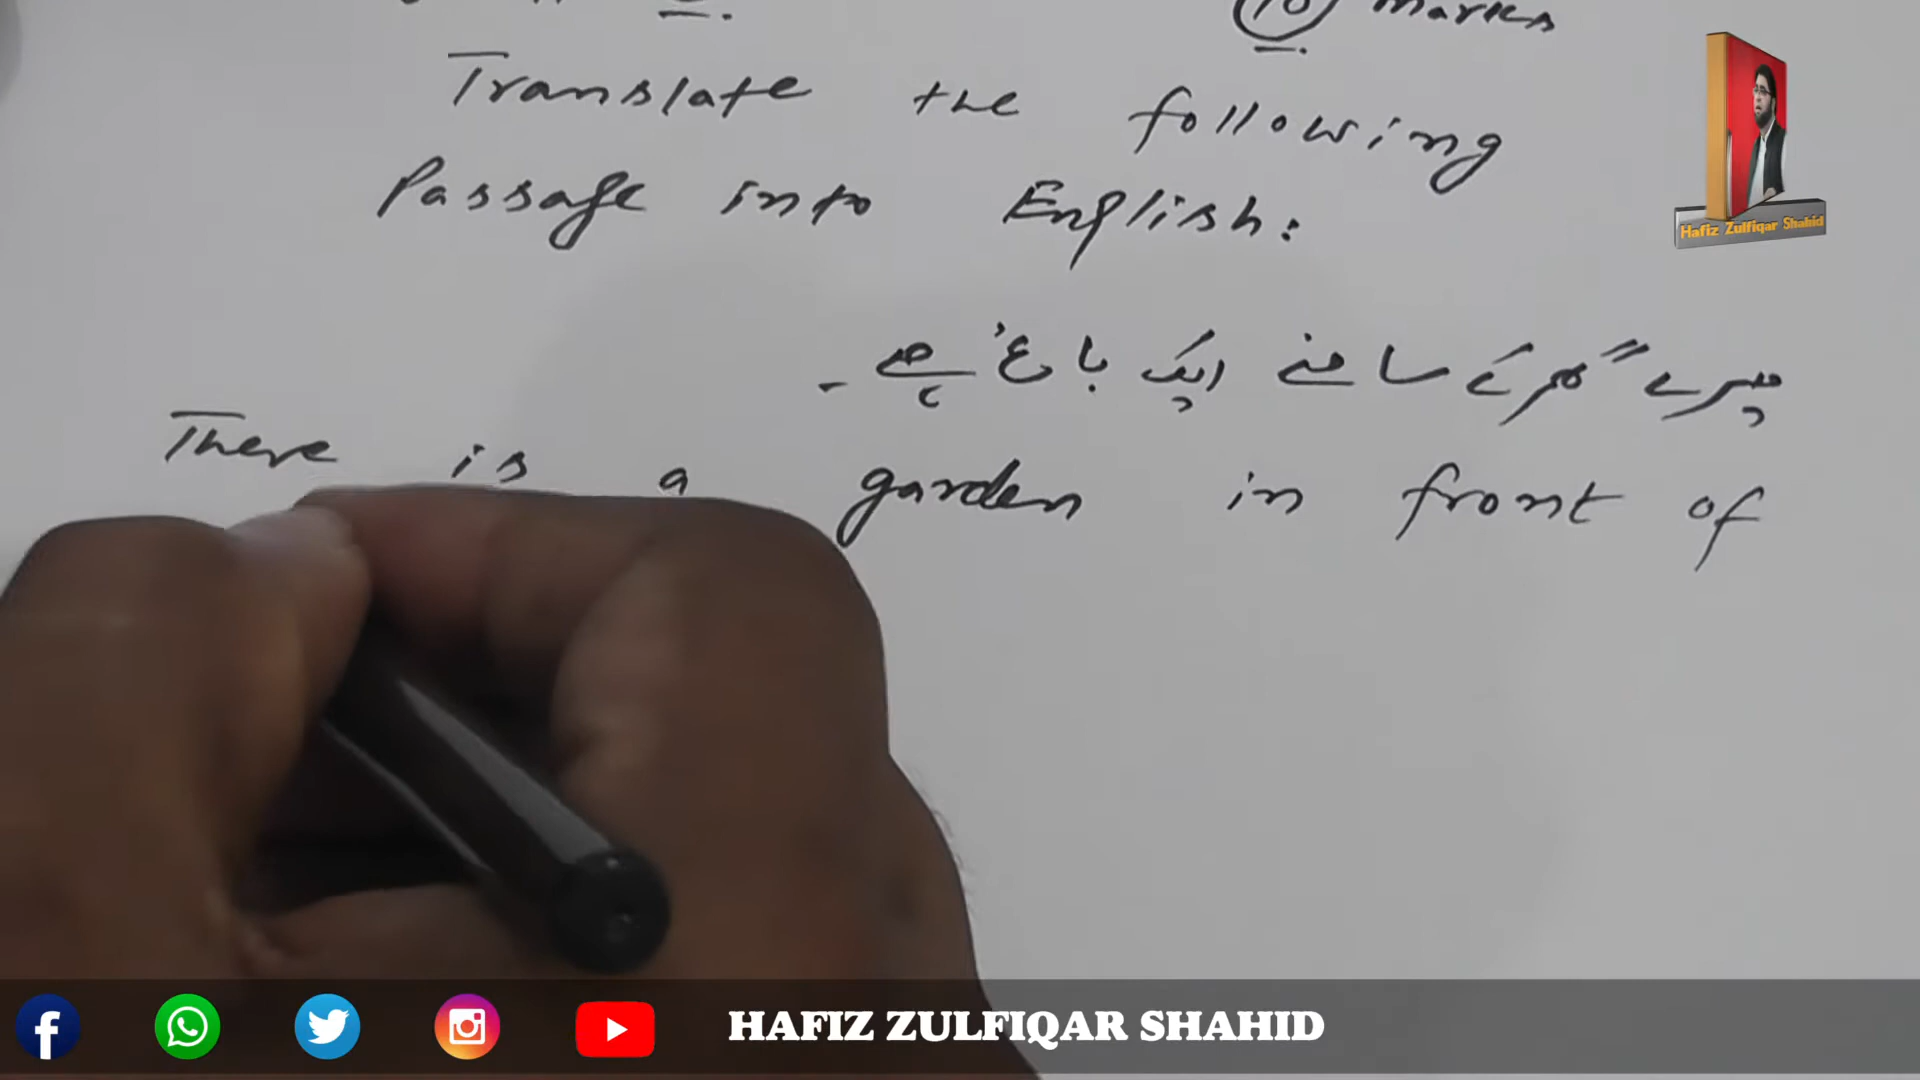 10 marks
Translate the following
Passage into English:
میرے گھر کے سامنے ایک باغ ہے۔
There is a garden in front of
Hafiz Zulfiqar Shahid
HAFIZ ZULFIQAR SHAHID